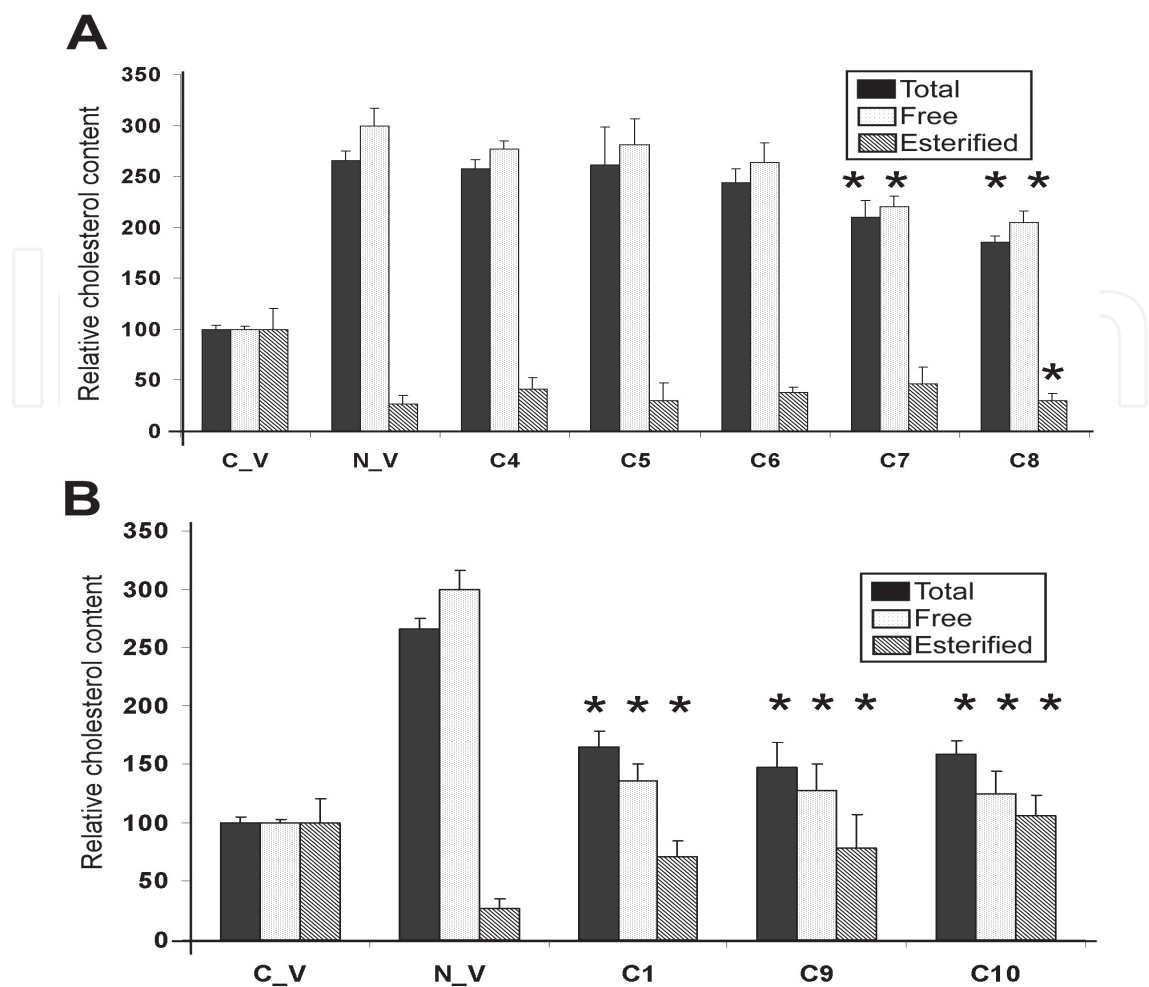 A
350
300
250
200
150
100
50
0
Relative cholesterol content
Total
Free
Esterified
* * * *
*
C_V N_V C4 C5 C6 C7 C8
B
350
300
250
200
150
100
50
0
Relative cholesterol content
Total
Free
Esterified
* * * * * * * * *
C_V N_V C1 C9 C10